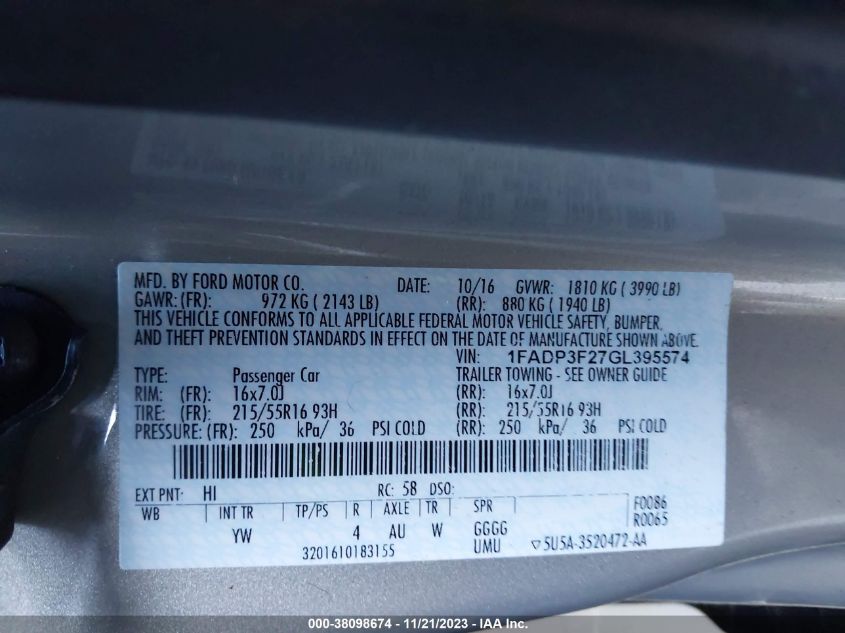 MFD. BY FORD MOTOR CO. DATE: 10/16 GVWR: 1810 KG ( 3990 LB)
GAWR:(FR): 972 KG ( 2143 LB) (RR): 880 KG ( 1940 LB)
THIS VEHICLE CONFORMS TO ALL APPLICABLE FEDERAL MOTOR VEHICLE SAFETY, BUMPER,
AND THEFT PREVENTION STANDARDS IN EFFECT ON THE DATE OF MANUFACTURE SHOWN ABOVE.
VIN: 1FADP3F27GL395574
TYPE: Passenger Car TRAILER TOWING - SEE OWNER GUIDE
RIM: (FR): 16x7.0J (RR): 16x7.0J
TIRE: (FR): 215/55R16 93H (RR): 215/55R16 93H
PRESSURE: (FR): 250 kPa/ 36 PSI COLD (RR): 250 kPa/ 36 PSI COLD
EXT PNT: HI RC: 58 DSO:
WB INT TR TP/PS R AXLE TR SPR F0086
YW 4 AU W GGGG R0065
3201610183155 UMU ▽5U5A-3520472-AA
000-38098674 - 11/21/2023 - IAA Inc.